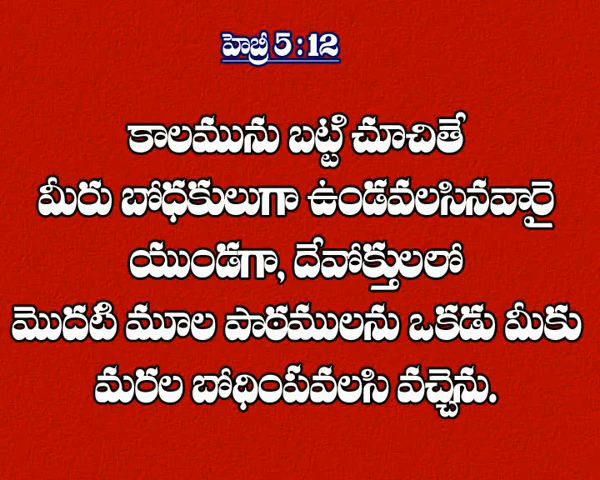 హెబ్రీ 5 : 12
కాలమును బట్టి చూచితే
మీరు బోధకులుగా ఉండవలసినవారై
యుండగా, దేవోక్తులలో
మొదటి మూల పాఠములను ఒకడు మీకు
మరల బోధింపవలసి వచ్చెను.